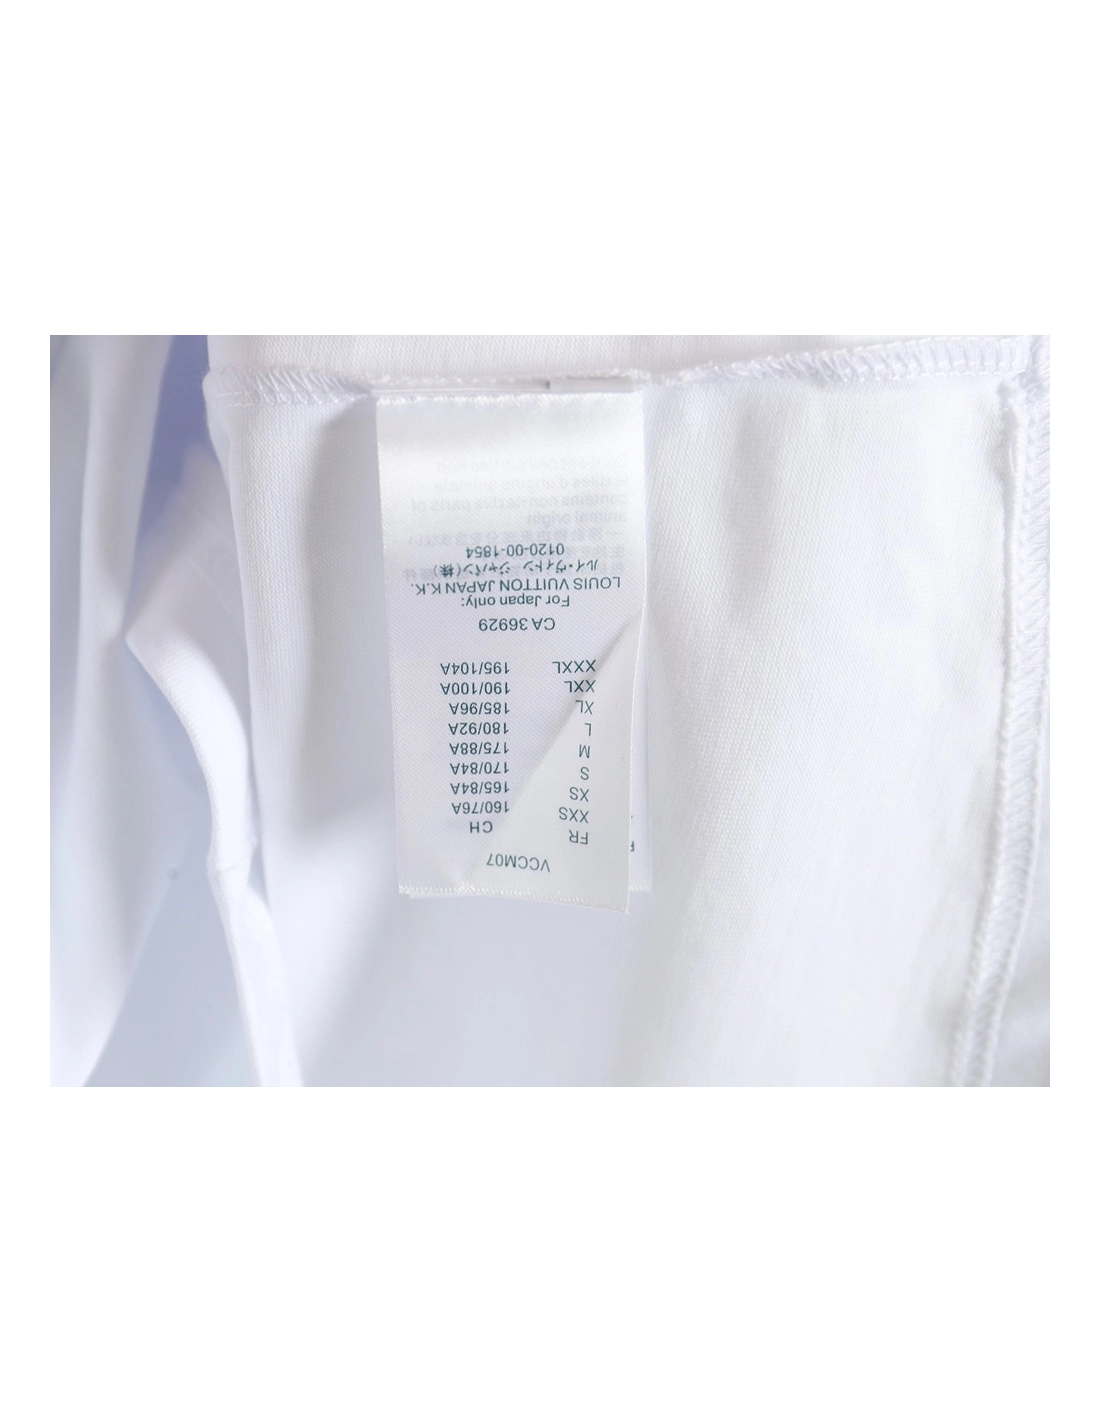 VCCM07
FR CH
XXS 160/76A
XS 165/84A
S 170/84A
M 175/88A
L 180/92A
XL 185/96A
XXL 190/100A
XXXL 195/104A
CA 36929
For Japan only:
LOUIS VUITTON JAPAN K.K.
ルイ・ヴィトン ジャパン(株)
0120-00-1854